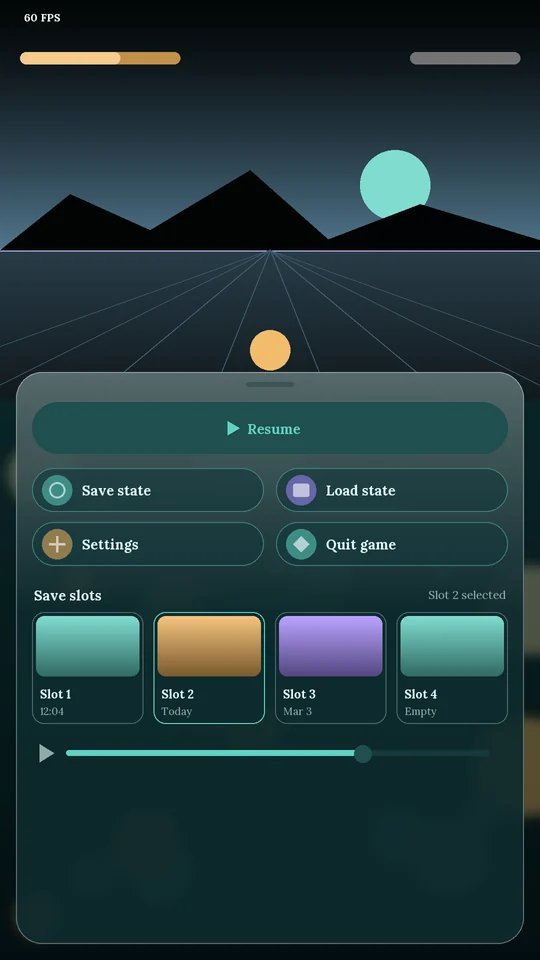 60 FPS
Resume
Save state
Load state
Settings
Quit game
Save slots
Slot 2 selected
Slot 1
12:04
Slot 2
Today
Slot 3
Mar 3
Slot 4
Empty